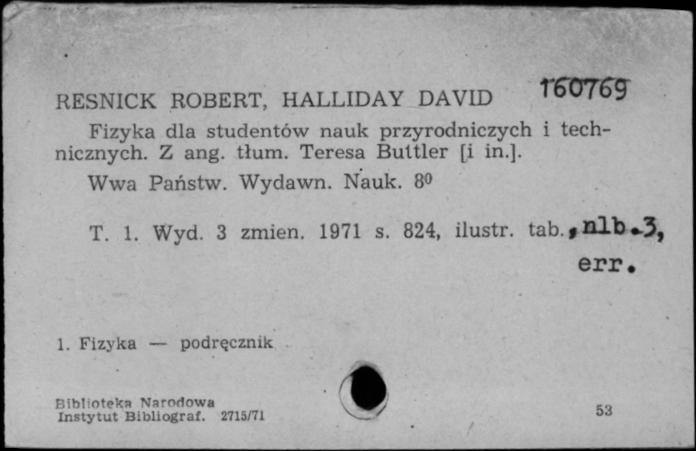 160769
RESNICK ROBERT, HALLIDAY DAVID
Fizyka dla studentów nauk przyrodniczych i tech-
nicznych. Z ang. tłum. Teresa Buttler [i in.].
Wwa Państw. Wydawn. Nauk. 8⁰
T. 1. Wyd. 3 zmien. 1971 s. 824, ilustr. tab., nlb.3,
err.
1. Fizyka — podręcznik
Biblioteka Narodowa
Instytut Bibliograf. 2715/71
53